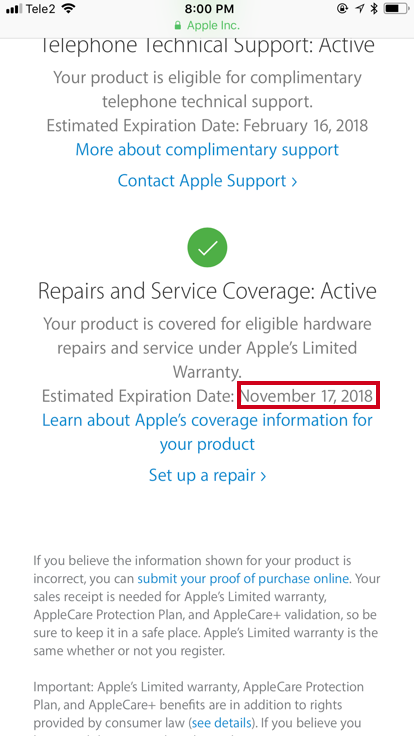 Tele2 8:00 PM
Apple Inc.
Telephone Technical Support: Active
Your product is eligible for complimentary
telephone technical support.
Estimated Expiration Date: February 16, 2018
More about complimentary support
Contact Apple Support ›
Repairs and Service Coverage: Active
Your product is covered for eligible hardware
repairs and service under Apple's Limited
Warranty.
Estimated Expiration Date: November 17, 2018
Learn about Apple's coverage information for
your product
Set up a repair ›
If you believe the information shown for your product is
incorrect, you can submit your proof of purchase online. Your
sales receipt is needed for Apple's Limited warranty,
AppleCare Protection Plan, and AppleCare+ validation, so be
sure to keep it in a safe place. Apple's Limited warranty is the
same whether or not you register.
Important: Apple's Limited warranty, AppleCare Protection
Plan, and AppleCare+ benefits are in addition to rights
provided by consumer law (see details). If you believe you